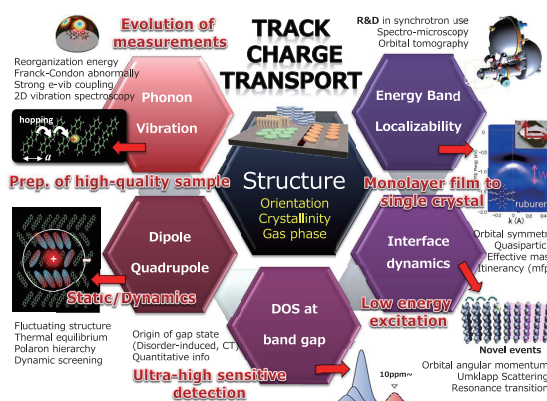 Evolution of
measurements
TRACK
CHARGE
TRANSPORT
R&D in synchrotron use
Spectro-microscopy
Orbital tomography
Reorganization energy
Franck-Condon abnormally
Strong e-vib coupling
2D vibration spectroscopy
Phonon
Vibration
Energy Band
Localizability
hopping
a
Prep. of high-quality sample
Structure
Orientation
Crystallinity
Gas phase
Monolayer film to
single crystal
rubure
k (A)
Dipole
Quadrupole
Static/Dynamics
Interface
dynamics
Orbital symmetr
Quasipartic
Effective mas
Itinerancy (mfp
Low energy
excitation
DOS at
band gap
Fluctuating structure
Thermal equilibrium
Polaron hierarchy
Dynamic screening
Origin of gap state
(Disorder-induced, CT)
Quantitative info
Ultra-high sensitive
detection
10ppm~
Novel events
Orbital angular momentum
Umklapp Scattering
Resonance transition